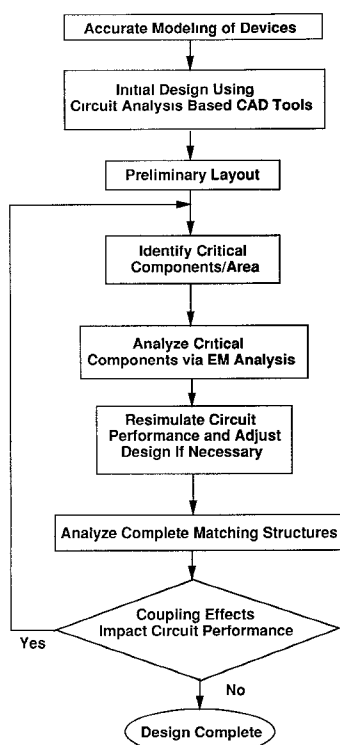 Accurate Modeling of Devices
Initial Design Using
Circuit Analysis Based CAD Tools
Preliminary Layout
Identify Critical
Components/Area
Analyze Critical
Components via EM Analysis
Resimulate Circuit
Performance and Adjust
Design If Necessary
Analyze Complete Matching Structures
Coupling Effects
Impact Circuit Performance
Yes
No
Design Complete